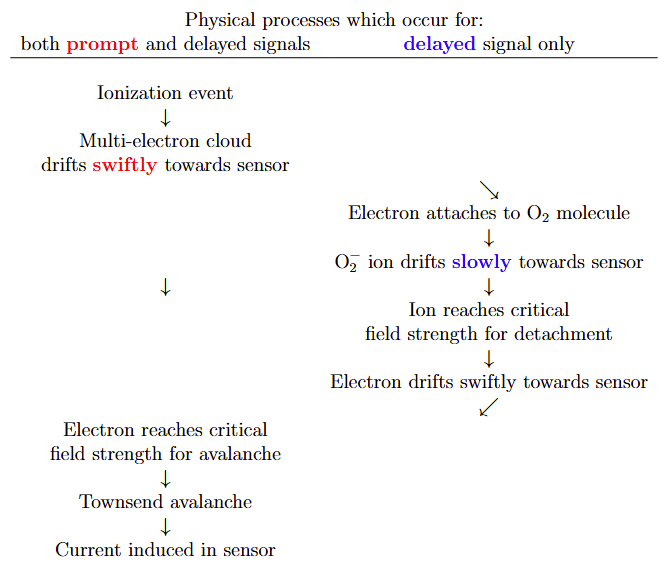 Physical processes which occur for:
both prompt and delayed signals
delayed signal only
Ionization event
↓
Multi-electron cloud
drifts swiftly towards sensor
↘
Electron attaches to O₂ molecule
↓
O₂⁻ ion drifts slowly towards sensor
↓ ↓
Ion reaches critical
field strength for detachment
↓
Electron drifts swiftly towards sensor
↙
Electron reaches critical
field strength for avalanche
↓
Townsend avalanche
↓
Current induced in sensor